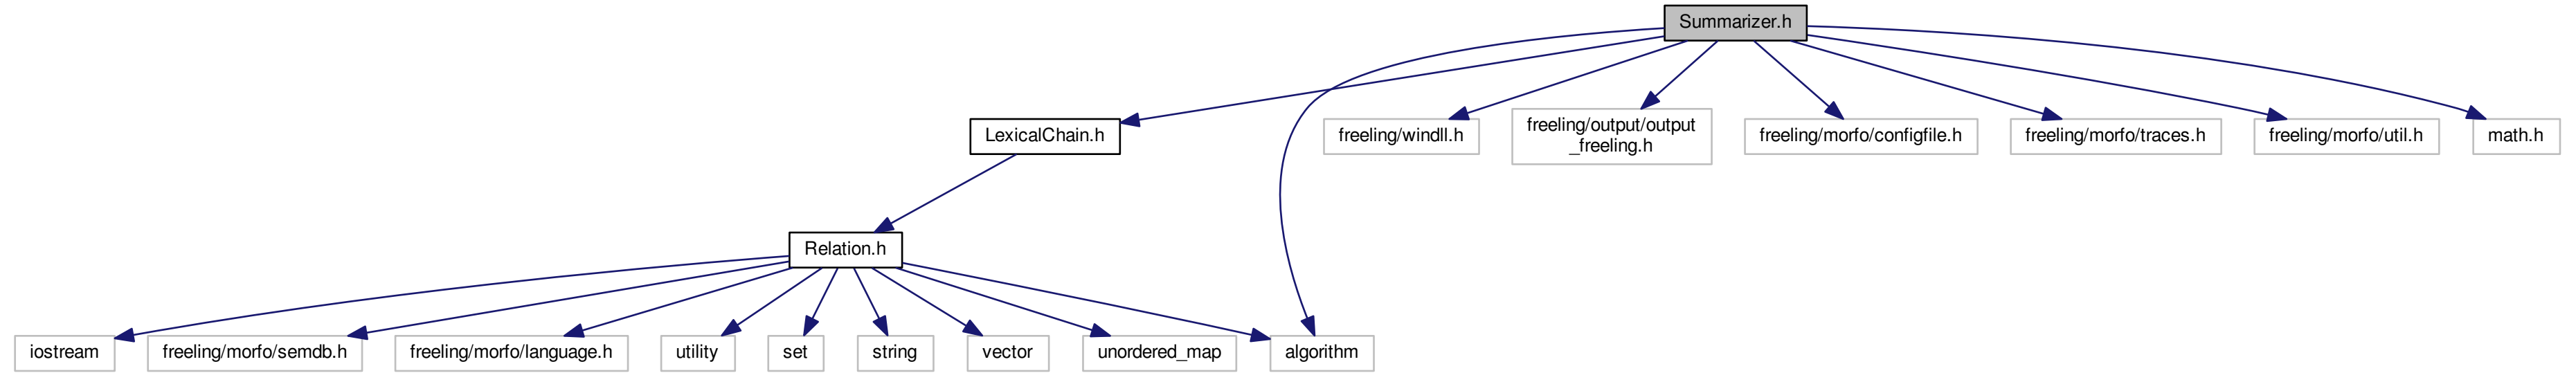 Summarizer.h
LexicalChain.h
freeling/windll.h
freeling/output/output
_freeling.h
freeling/morfo/configfile.h
freeling/morfo/traces.h
freeling/morfo/util.h
math.h
Relation.h
iostream
freeling/morfo/semdb.h
freeling/morfo/language.h
utility
set
string
vector
unordered_map
algorithm